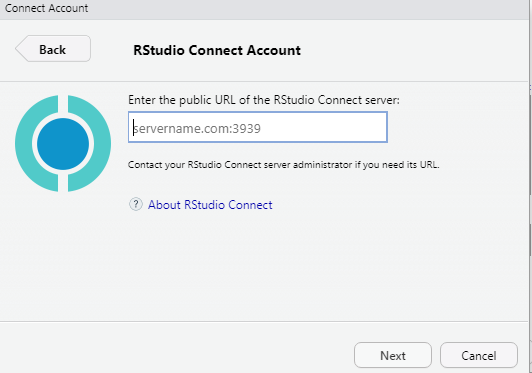 Connect Account
Back
RStudio Connect Account
Enter the public URL of the RStudio Connect server:
servername.com:3939
Contact your RStudio Connect server administrator if you need its URL.
? About RStudio Connect
Next
Cancel